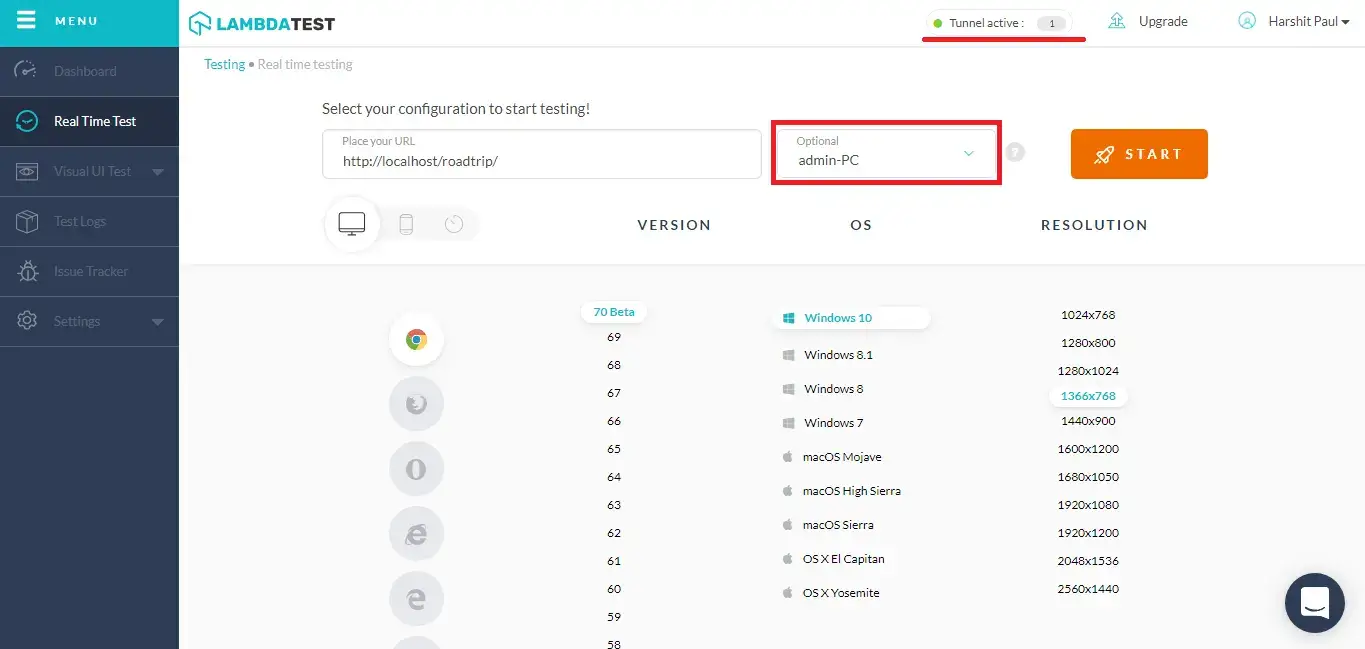 MENU
LAMBDATEST
Tunnel active : 1
Upgrade
Harshit Paul
Dashboard
Real Time Test
Visual UI Test
Test Logs
Issue Tracker
Settings
Testing • Real time testing
Select your configuration to start testing!
Place your URL
http://localhost/roadtrip/
Optional
admin-PC
?
START
VERSION
OS
RESOLUTION
70 Beta
69
68
67
66
65
64
63
62
61
60
59
58
Windows 10
Windows 8.1
Windows 8
Windows 7
macOS Mojave
macOS High Sierra
macOS Sierra
OS X El Capitan
OS X Yosemite
1024x768
1280x800
1280x1024
1366x768
1440x900
1600x1200
1680x1050
1920x1080
1920x1200
2048x1536
2560x1440